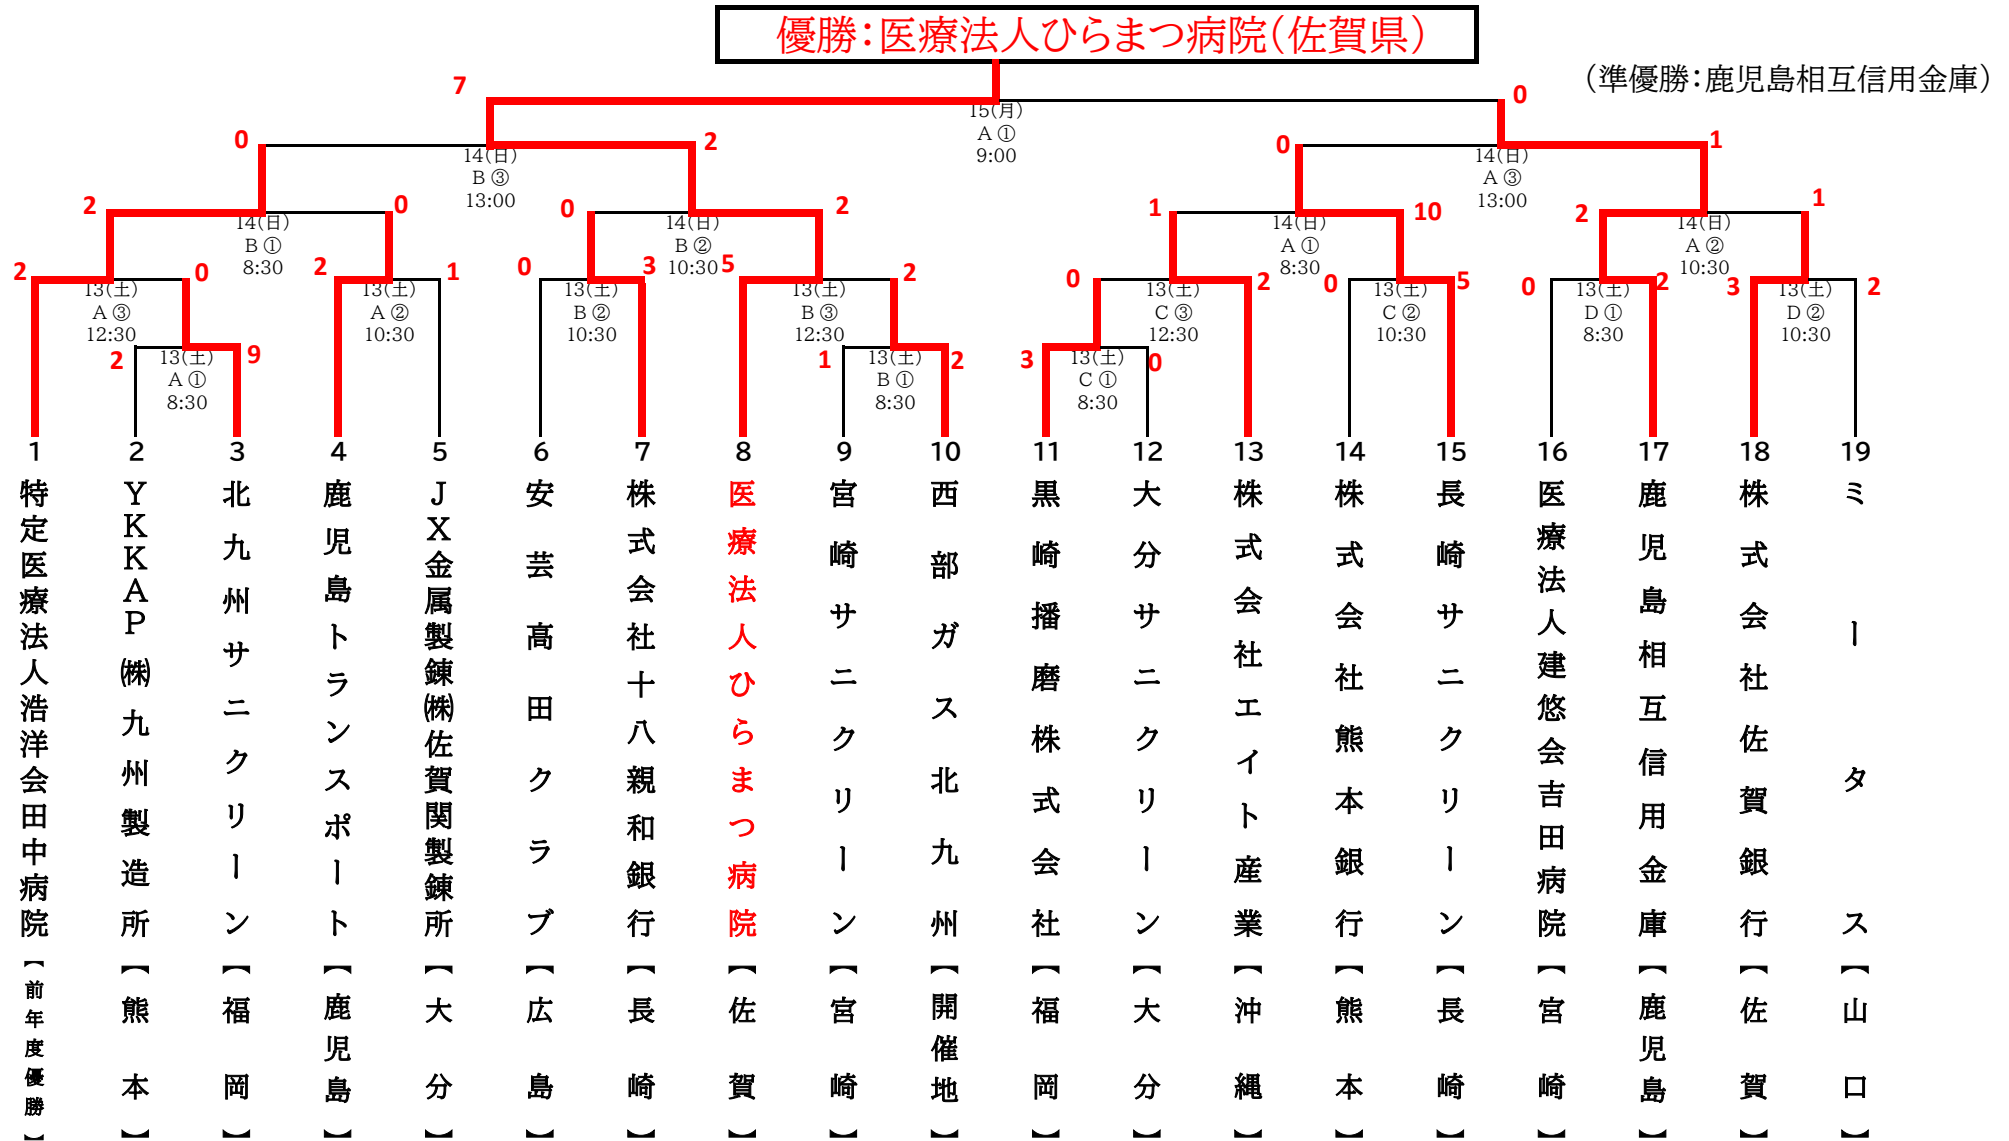 優勝：医療法人ひらまつ病院（佐賀県）
（準優勝：鹿児島相互信用金庫）
7
0
15(月)
A ①
9:00
0
2
0
1
14(日)
B ③
13:00
14(日)
A ③
13:00
2
0
0
2
1
10
2
1
14(日)
B ①
8:30
14(日)
B ②
10:30
14(日)
A ①
8:30
14(日)
A ②
10:30
2
0
2
1
0
3
5
2
0
2
0
5
0
2
3
2
13(土)
A ③
12:30
13(土)
A ②
10:30
13(土)
B ②
10:30
13(土)
B ③
12:30
13(土)
C ③
12:30
13(土)
C ②
10:30
13(土)
D ①
8:30
13(土)
D ②
10:30
2
9
1
2
3
0
13(土)
A ①
8:30
13(土)
B ①
8:30
13(土)
C ①
8:30
1
特定医療法人浩洋会田中病院【前年度優勝】
2
YKKAP㈱九州製造所【熊本】
3
北九州サニクリーン【福岡】
4
鹿児島トランスポート【鹿児島】
5
JX金属製錬㈱佐賀関製錬所【大分】
6
安芸高田クラブ【広島】
7
株式会社十八親和銀行【長崎】
8
医療法人ひらまつ病院【佐賀】
9
宮崎サニクリーン【宮崎】
10
西部ガス北九州【開催地】
11
黒崎播磨株式会社【福岡】
12
大分サニクリーン【大分】
13
株式会社エイト産業【沖縄】
14
株式会社熊本銀行【熊本】
15
長崎サニクリーン【長崎】
16
医療法人建悠会吉田病院【宮崎】
17
鹿児島相互信用金庫【鹿児島】
18
株式会社佐賀銀行【佐賀】
19
ミータス【山口】